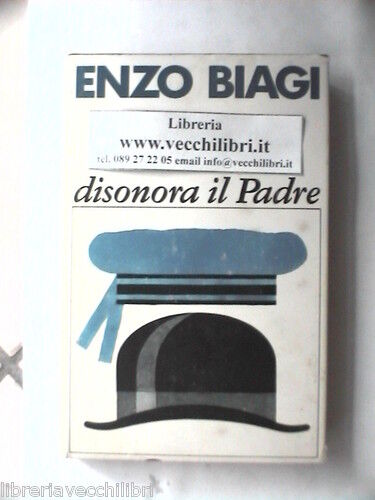 ENZO BIAGI
Libreria
www.vecchilibri.it
tel. 089 27 22 05 email info@vecchilibri.it
disonora il Padre
libreriavecchilibri